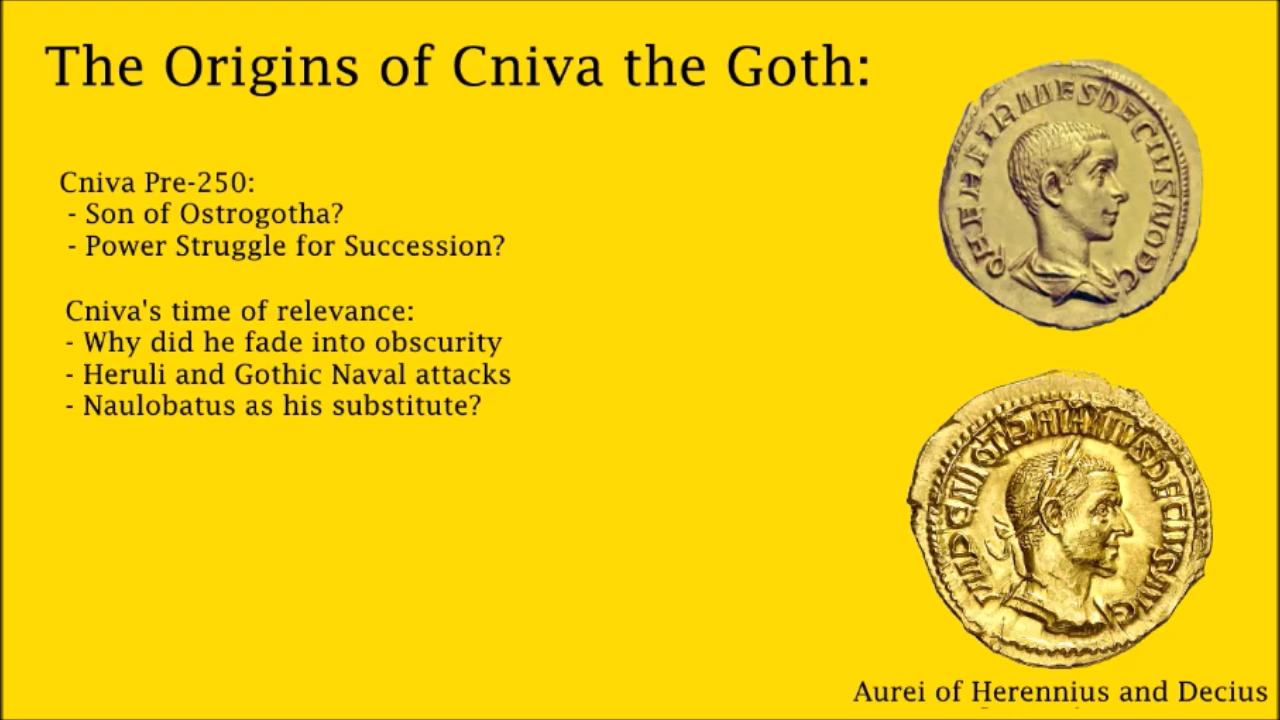 The Origins of Cniva the Goth:
Cniva Pre-250:
- Son of Ostrogotha?
- Power Struggle for Succession?
Cniva's time of relevance:
- Why did he fade into obscurity
- Heruli and Gothic Naval attacks
- Naulobatus as his substitute?
Aurei of Herennius and Decius